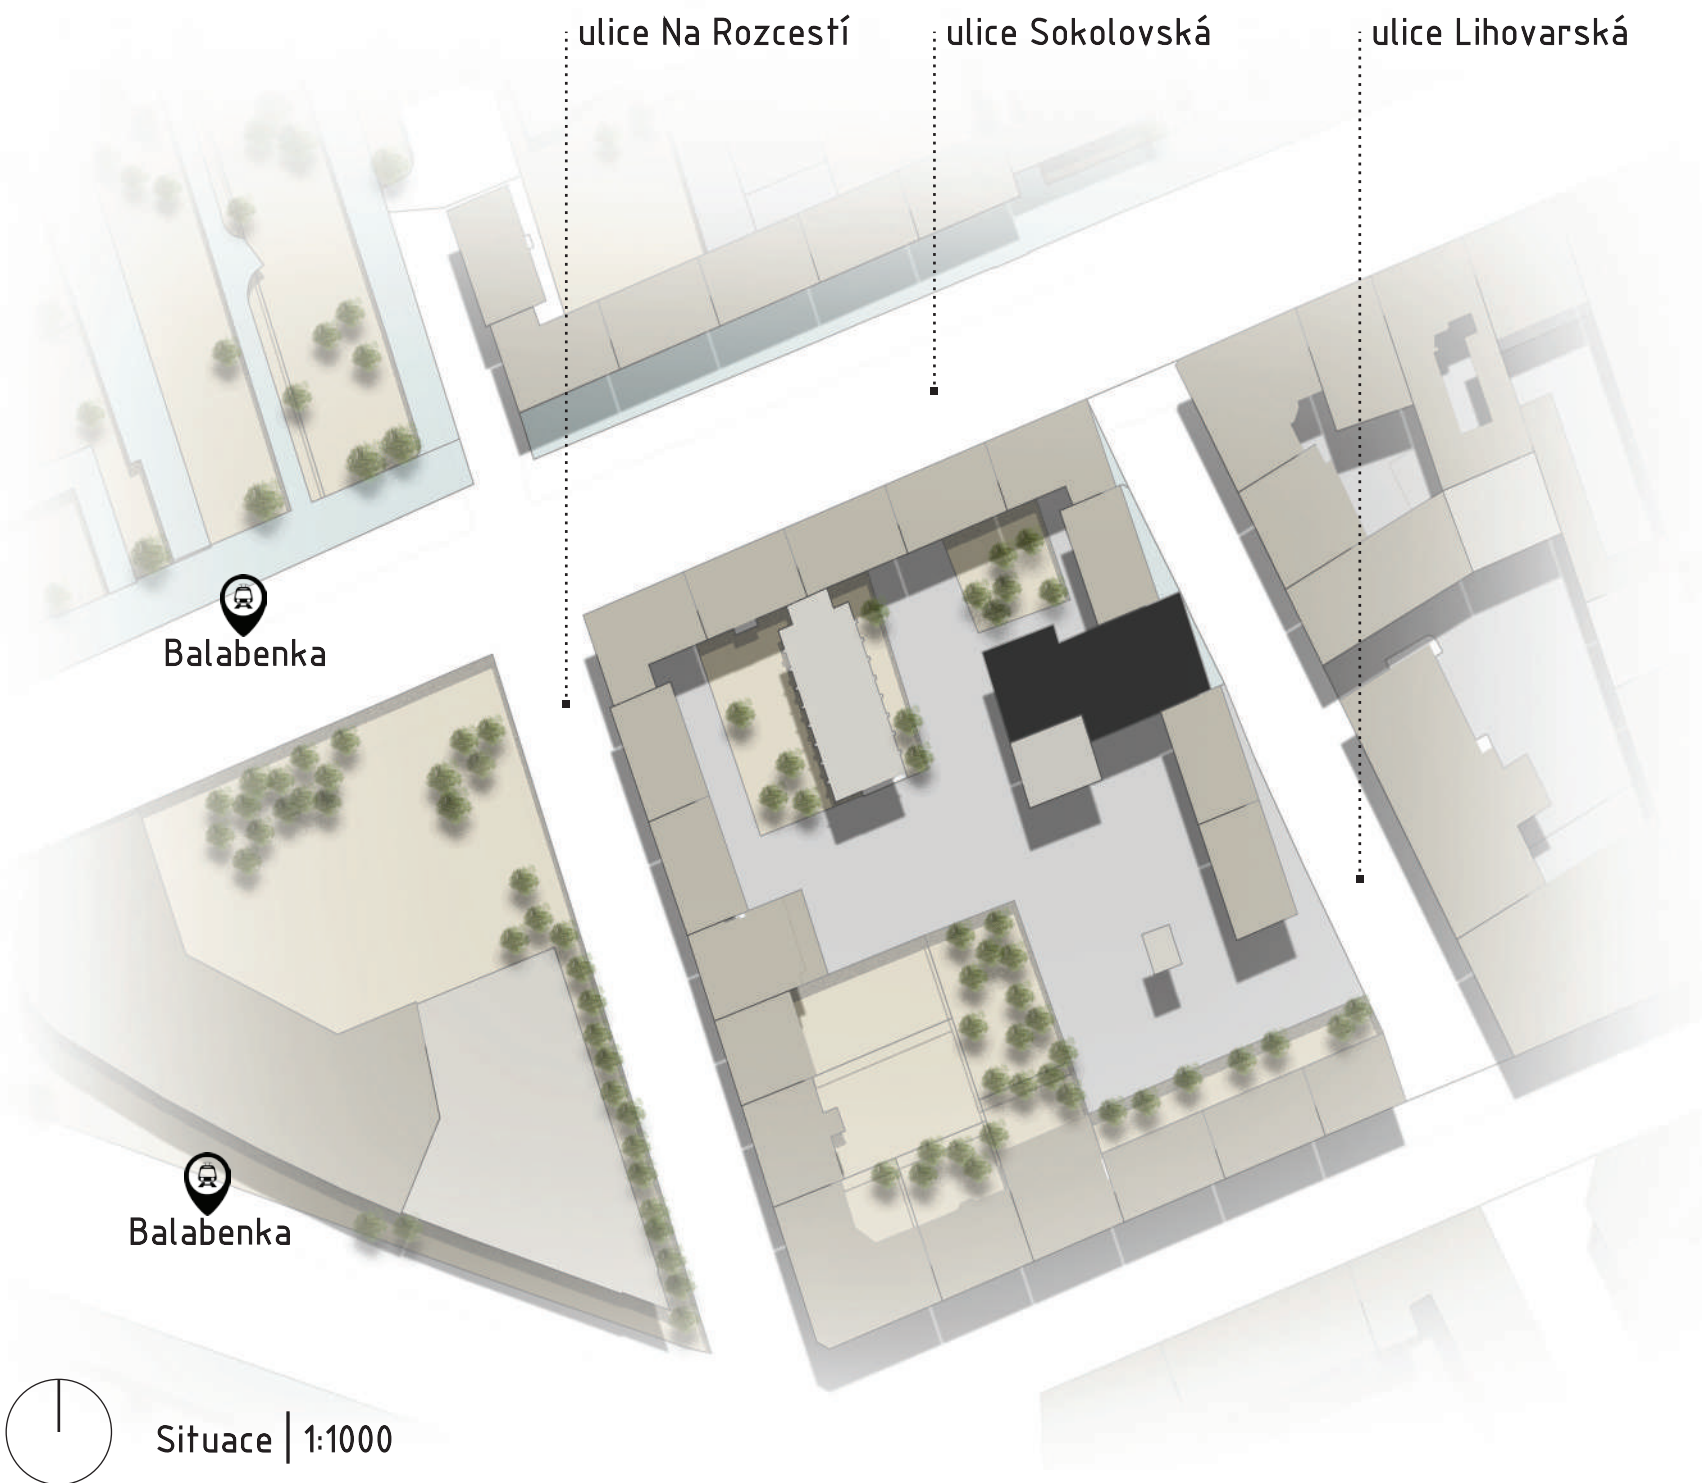 ulice Na Rozcestí
ulice Sokolovská
ulice Lihovarská
Balabenka
Balabenka
Situace | 1:1000